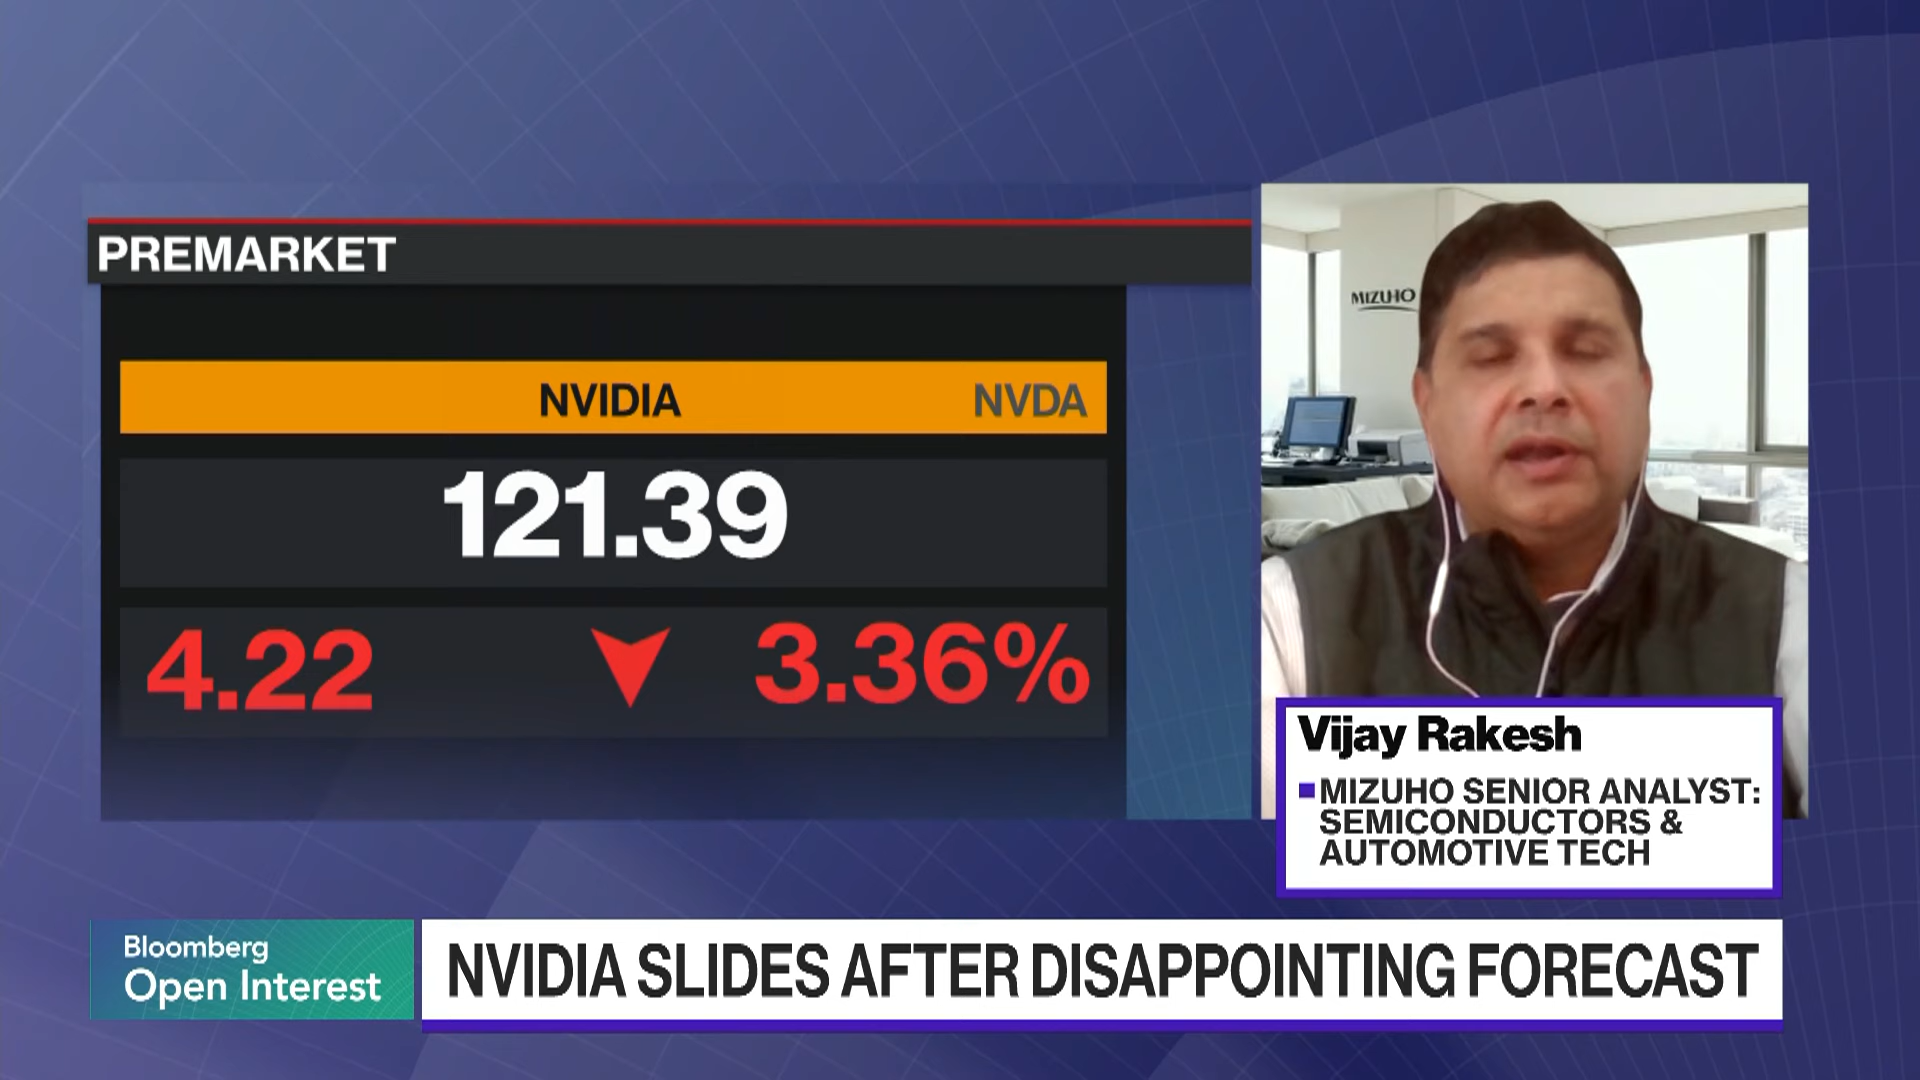 PREMARKET
NVIDIA NVDA
121.39
4.22 3.36%
MIZUHO
Vijay Rakesh
MIZUHO SENIOR ANALYST:
SEMICONDUCTORS &
AUTOMOTIVE TECH
Bloomberg
Open Interest
NVIDIA SLIDES AFTER DISAPPOINTING FORECAST